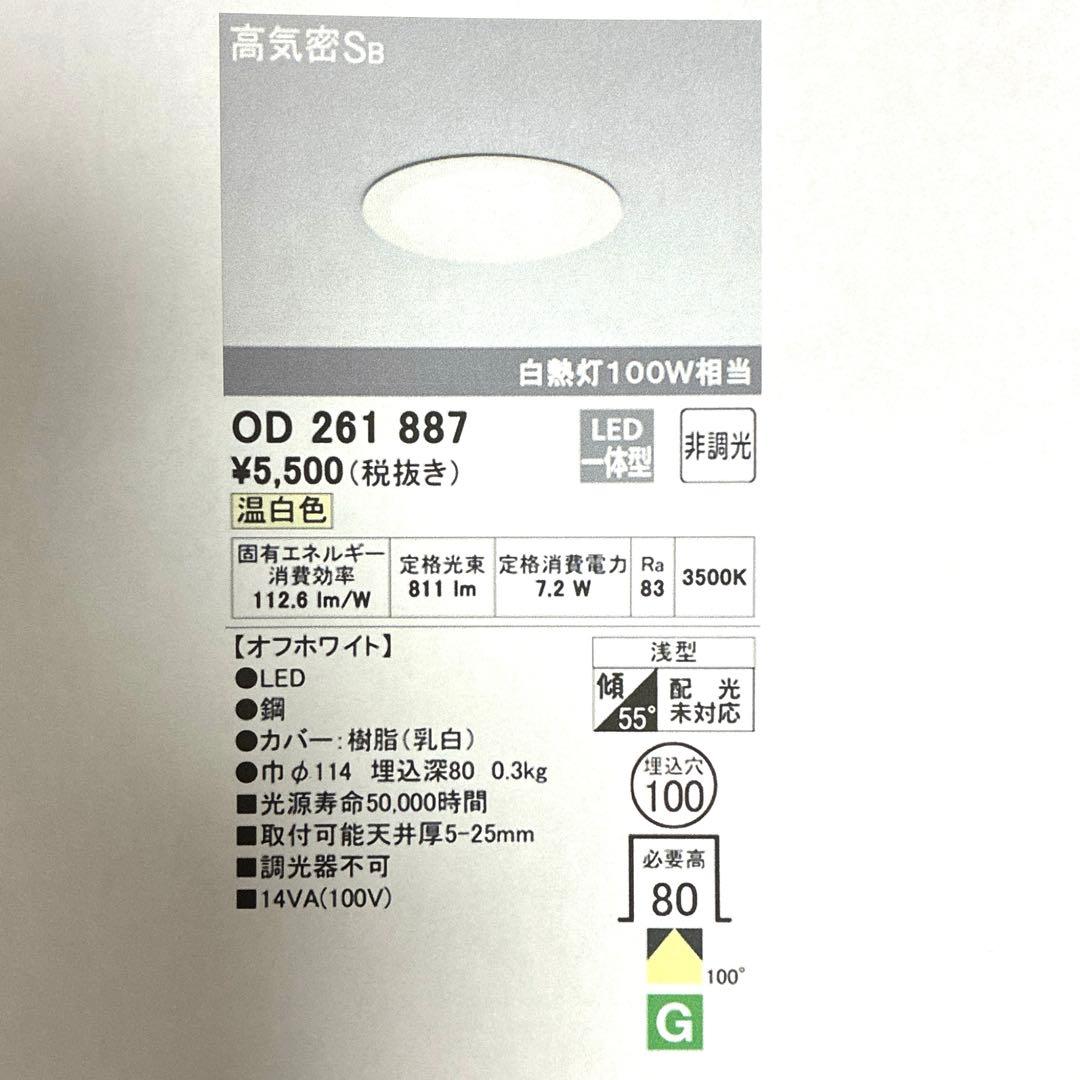 高気密SB
白熱灯100W相当
OD 261 887
LED
一体型
非調光
¥5,500(税抜き)
温白色
固有エネルギー
消費効率
112.6 lm/W
定格光束
811 lm
定格消費電力
7.2 W
Ra
83
3500K
【オフホワイト】
●LED
●鋼
●カバー:樹脂(乳白)
●巾φ114 埋込深80 0.3kg
■光源寿命50,000時間
■取付可能天井厚5-25mm
■調光器不可
■14VA(100V)
浅型
傾
55°
配 光
未対応
埋込穴
100
必要高
80
100°
G